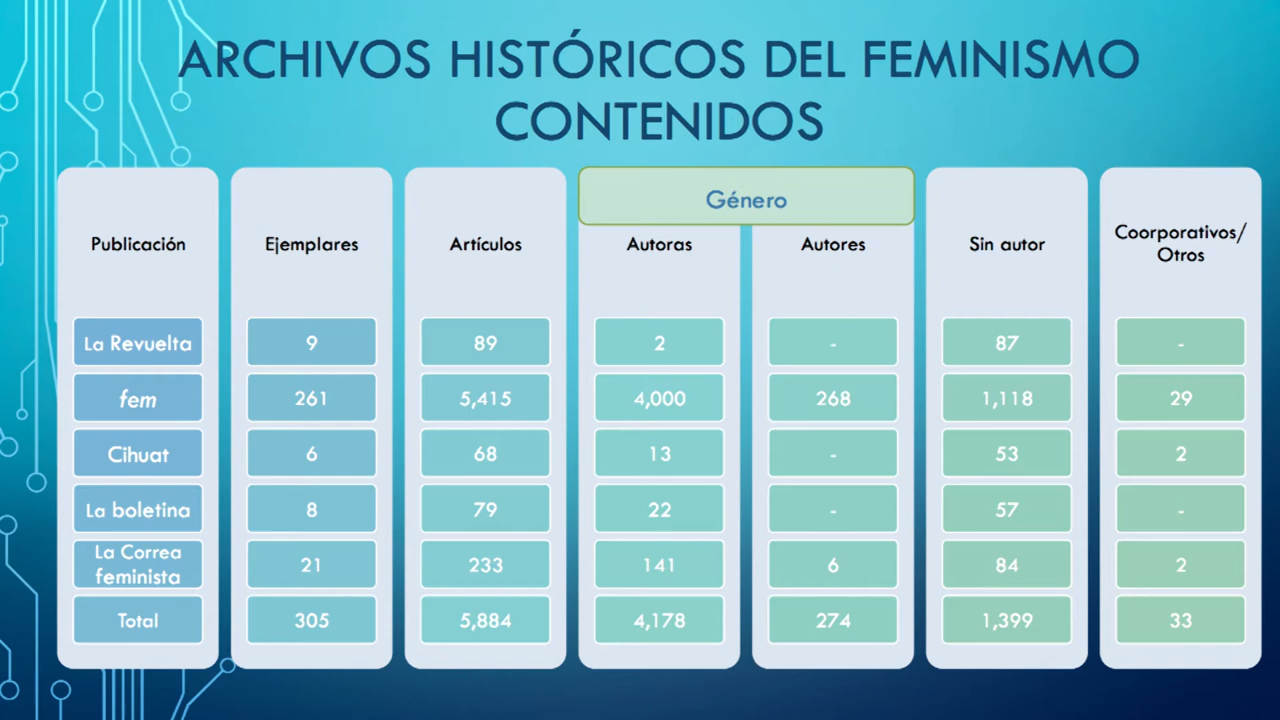 ARCHIVOS HISTÓRICOS DEL FEMINISMO
CONTENIDOS
Género
Publicación Ejemplares Artículos Autoras Autores Sin autor Coorporativos/
Otros
La Revuelta 9 89 2 - 87 -
fem 261 5,415 4,000 268 1,118 29
Cihuat 6 68 13 - 53 2
La boletina 8 79 22 - 57 -
La Correa
feminista 21 233 141 6 84 2
Total 305 5,884 4,178 274 1,399 33